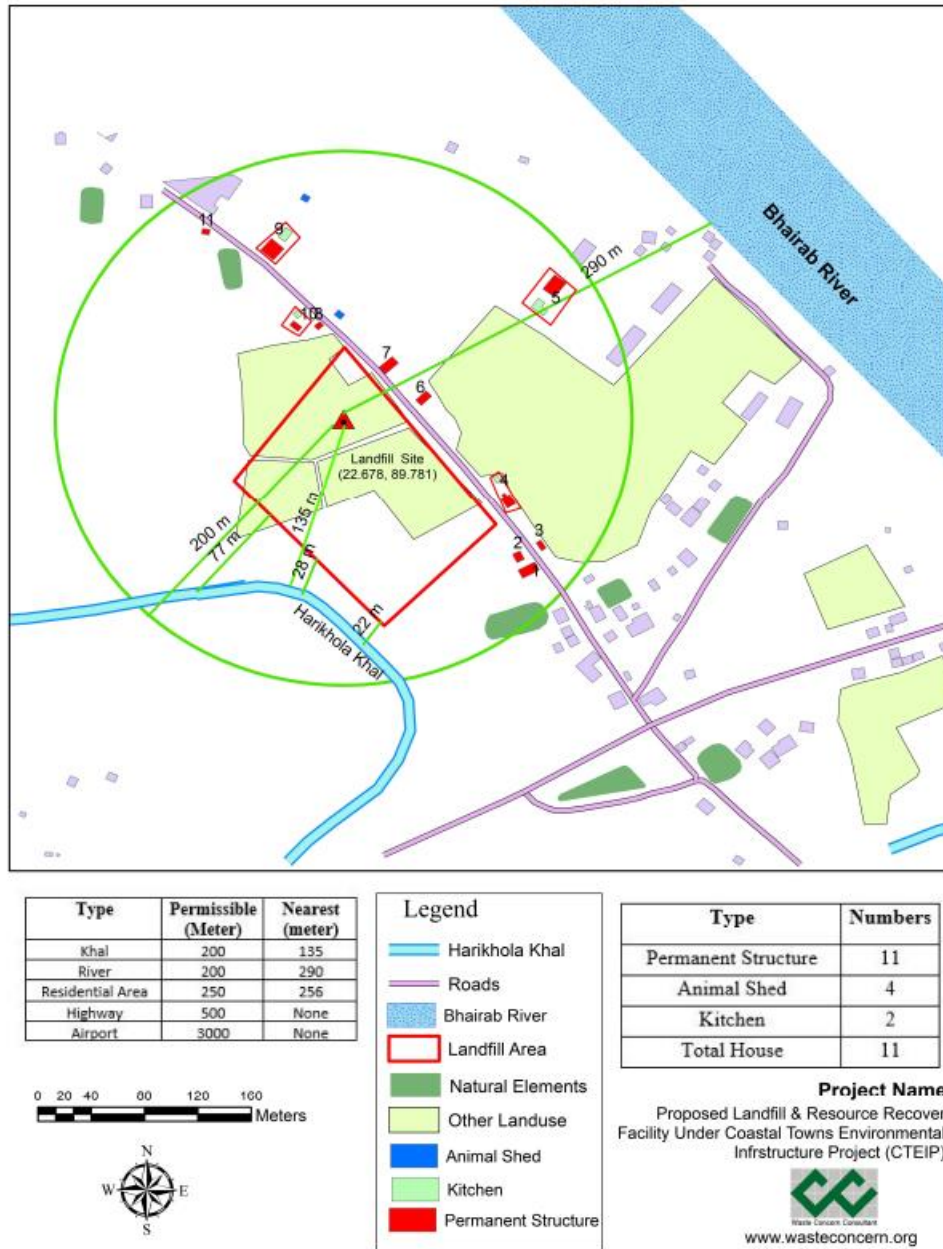 Bhairab River
11
9
290 m
5
108
7
6
Landfill Site
(22.678, 89.781)
4
135 m
200 m
77 m
3
2
1
28 m
22 m
Harikhola Khal
Type Permissible (Meter) Nearest (meter)
Khal 200 135
River 200 290
Residential Area 250 256
Highway 500 None
Airport 3000 None
0 20 40 80 120 160
Meters
N
W E
S
Legend
Harikhola Khal
Roads
Bhairab River
Landfill Area
Natural Elements
Other Landuse
Animal Shed
Kitchen
Permanent Structure
Type Numbers
Permanent Structure 11
Animal Shed 4
Kitchen 2
Total House 11
Project Name
Proposed Landfill & Resource Recover
Facility Under Coastal Towns Environmental
Infrstructure Project (CTEIP)
Waste Concern Consultant
www.wasteconcern.org